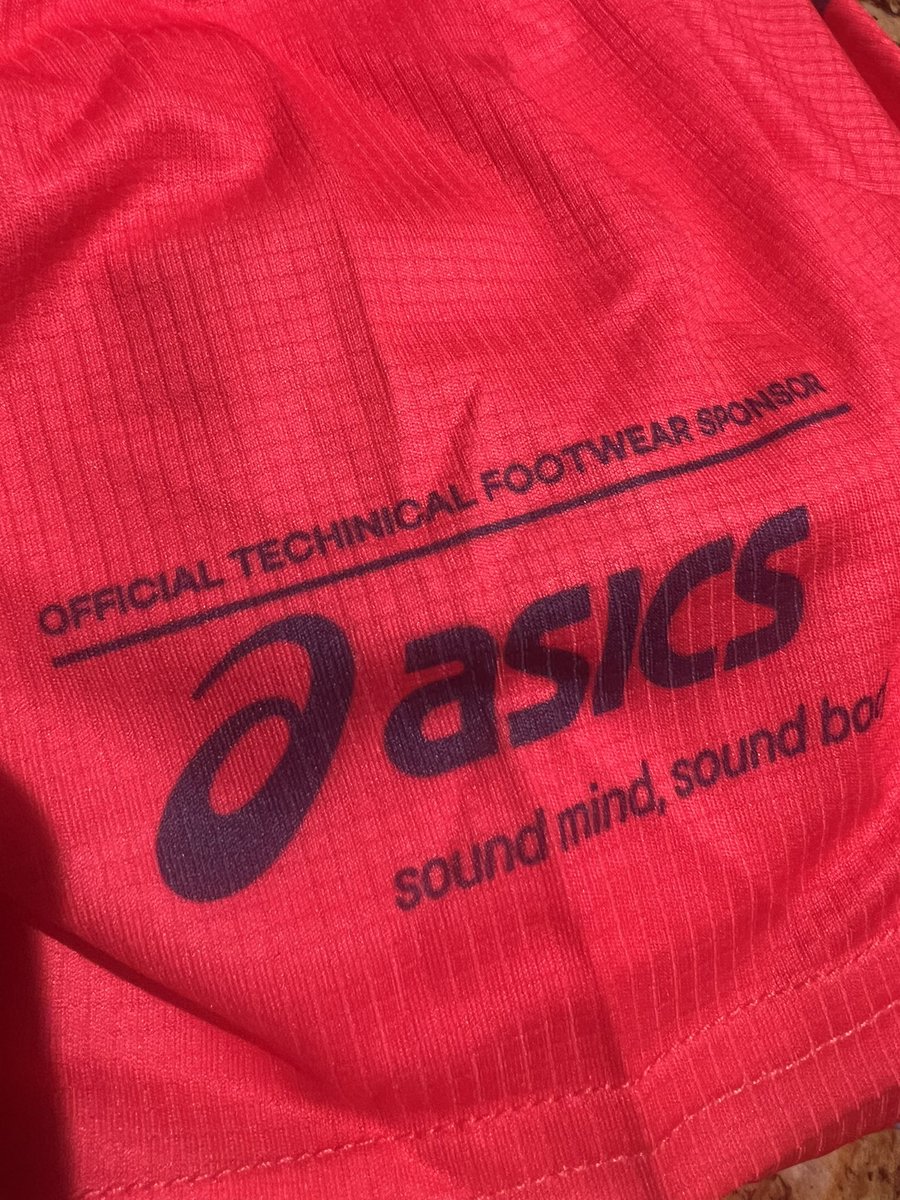 OFFICIAL TECHINICAL FOOTWEAR SPONSOR
asics
sound mind, sound bod